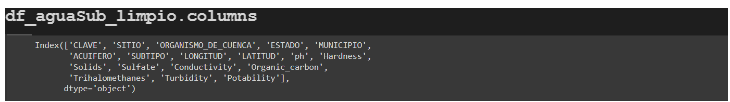 df_aguaSub_limpio.columns
Index(['CLAVE', 'SITIO', 'ORGANISMO_DE_CUENCA', 'ESTADO', 'MUNICIPIO',
'ACUIFERO', 'SUBTIPO', 'LONGITUD', 'LATITUD', 'ph', 'Hardness',
'Solids', 'Sulfate', 'Conductivity', 'Organic_carbon',
'Trihalomethanes', 'Turbidity', 'Potability'],
dtype='object')